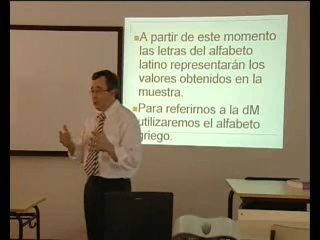 A partir de este momento
las letras del alfabeto
latino representarán los
valores obtenidos en la
muestra.
Para referirnos a la dM
utilizaremos el alfabeto
griego.